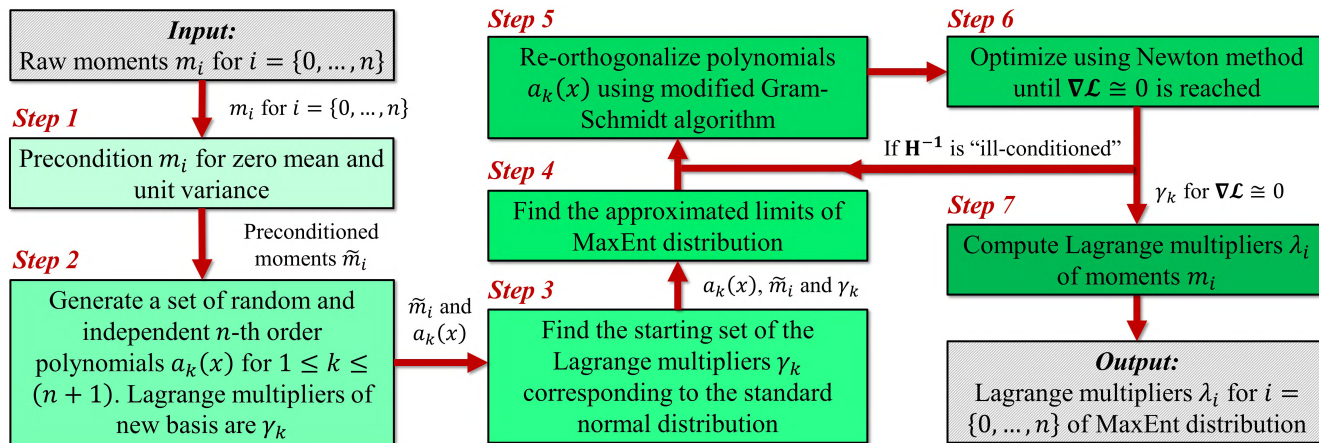 Input:
Raw moments m_i for i = {0, … , n}
m_i for i = {0, … , n}
Step 1
Precondition m_i for zero mean and
unit variance
Preconditioned
moments m̃_i
Step 2
Generate a set of random and
independent n-th order
polynomials a_k(x) for 1 ≤ k ≤
(n + 1). Lagrange multipliers of
new basis are γ_k
m̃_i and
a_k(x)
Step 3
Find the starting set of the
Lagrange multipliers γ_k
corresponding to the standard
normal distribution
a_k(x), m̃_i and γ_k
Step 4
Find the approximated limits of
MaxEnt distribution
Step 5
Re-orthogonalize polynomials
a_k(x) using modified Gram-
Schmidt algorithm
Step 6
Optimize using Newton method
until ∇ℒ ≅ 0 is reached
If H⁻¹ is “ill-conditioned”
γ_k for ∇ℒ ≅ 0
Step 7
Compute Lagrange multipliers λ_i
of moments m_i
Output:
Lagrange multipliers λ_i for i =
{0, … , n} of MaxEnt distribution